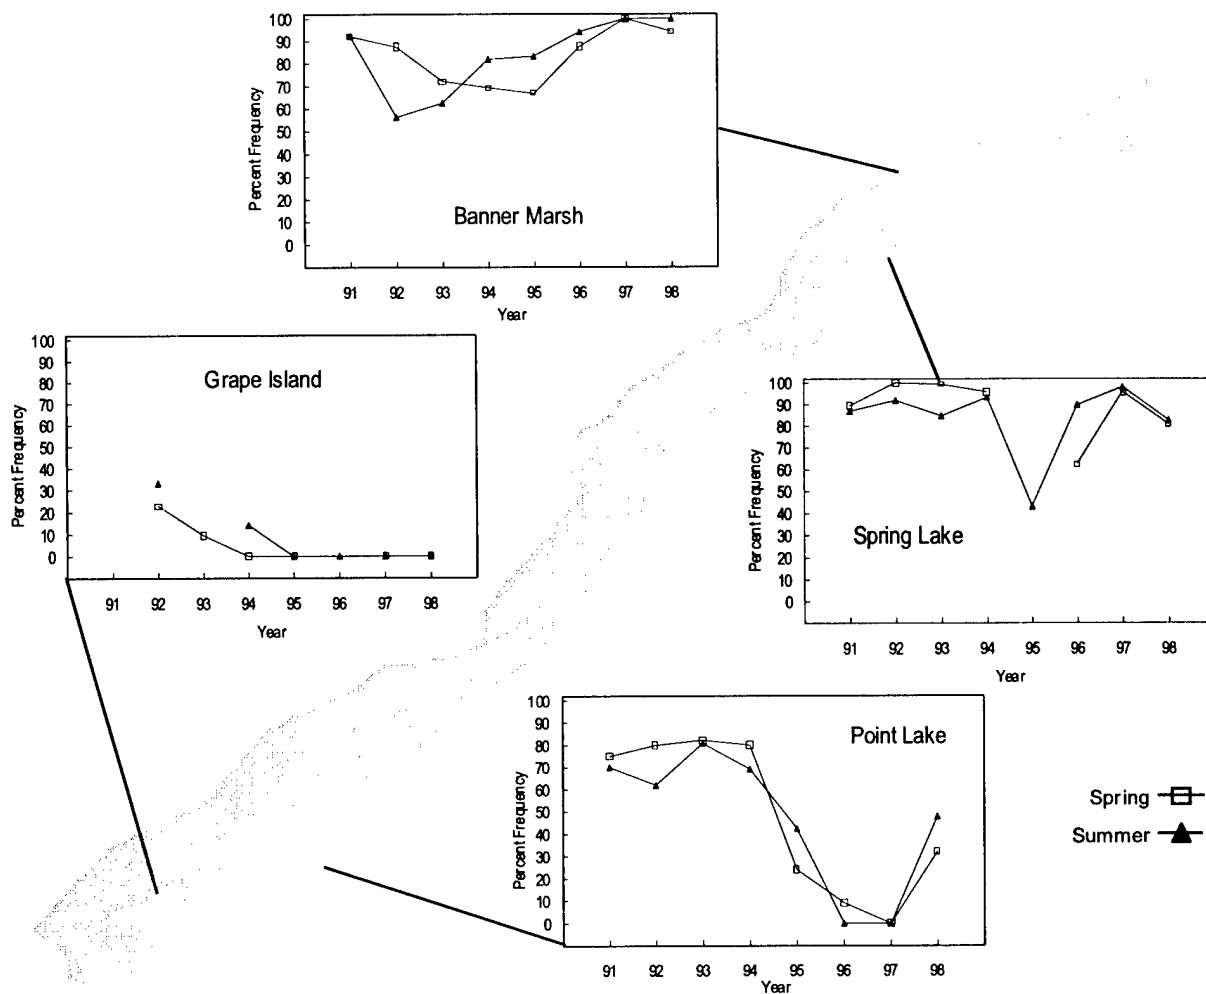 100
90
80
70
60
50
40
30
20
10
0
Percent Frequency
Banner Marsh
91 92 93 94 95 96 97 98
Year
100
90
80
70
60
50
40
30
20
10
0
Percent Frequency
Grape Island
91 92 93 94 95 96 97 98
Year
100
90
80
70
60
50
40
30
20
10
0
Percent Frequency
Spring Lake
91 92 93 94 95 96 97 98
Year
100
90
80
70
60
50
40
30
20
10
0
Percent Frequency
Point Lake
91 92 93 94 95 96 97 98
Year
Spring
Summer